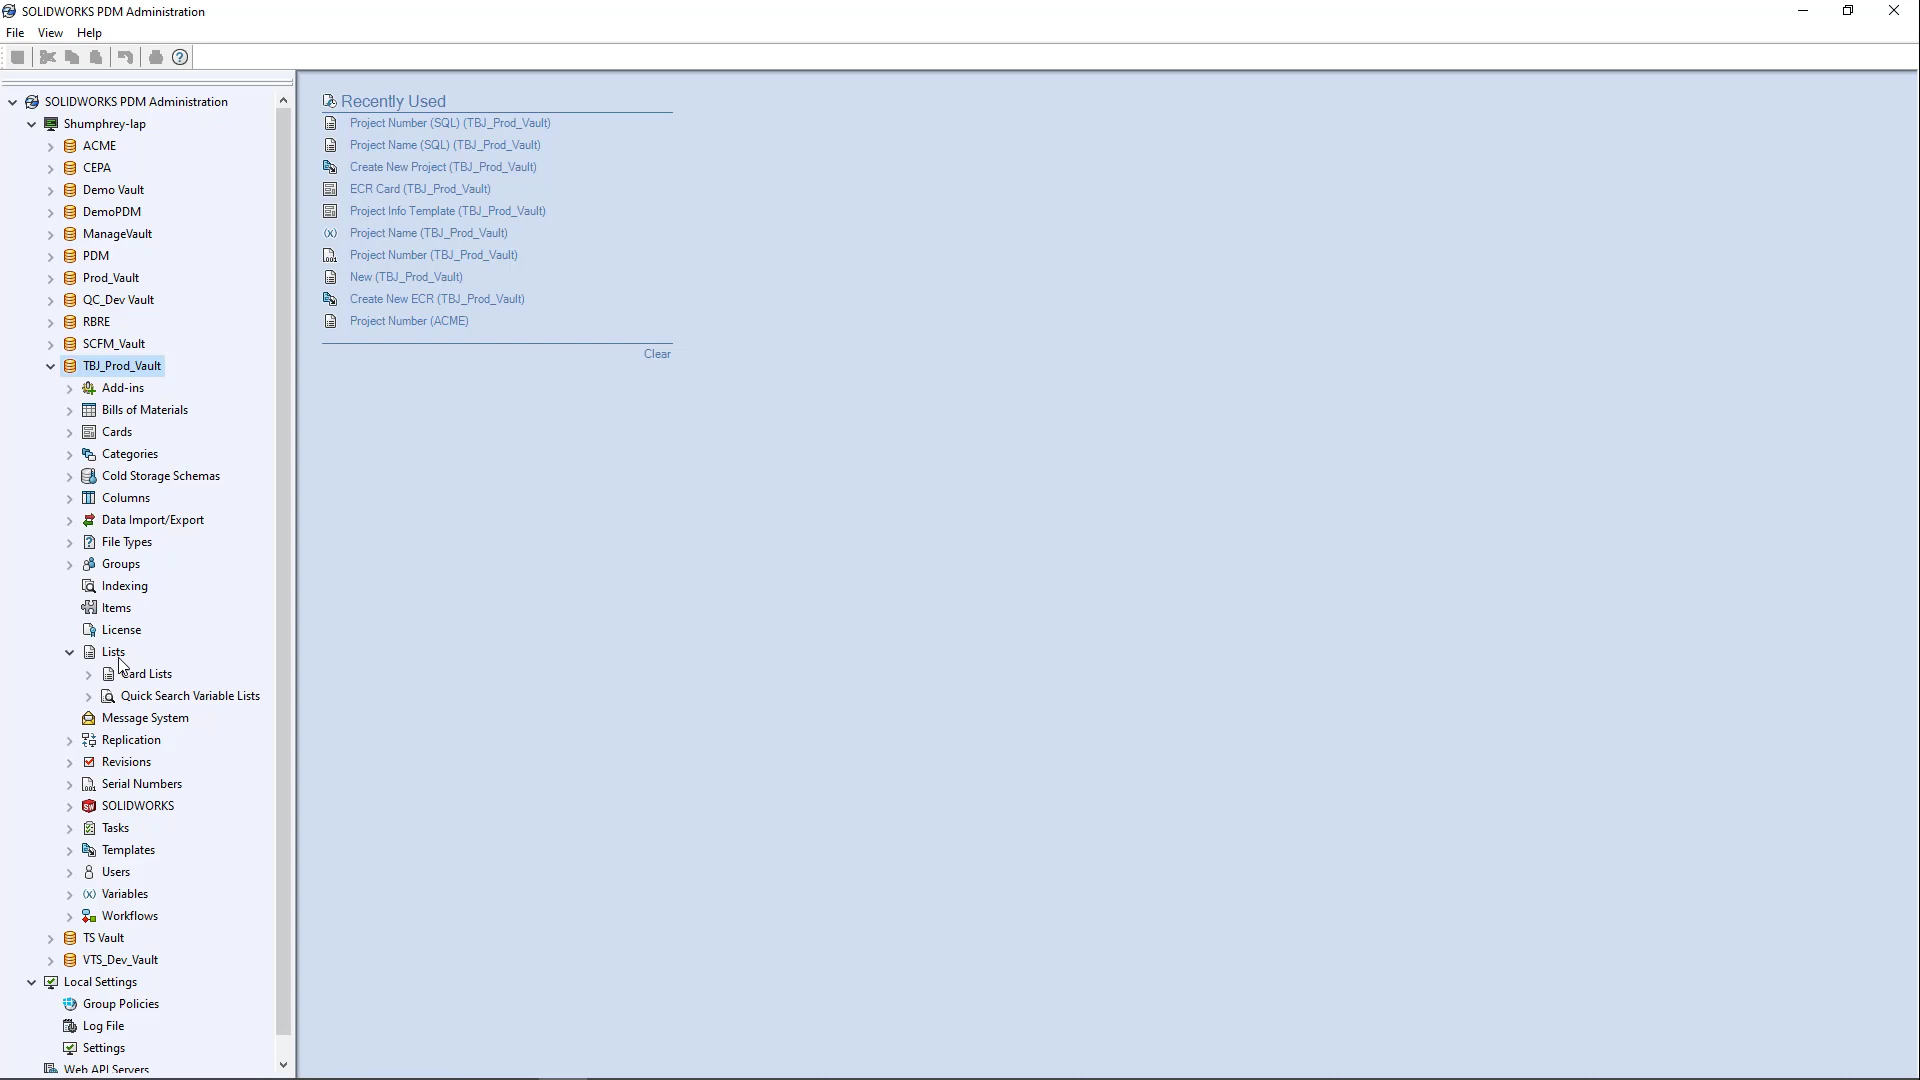 SOLIDWORKS PDM Administration
File View Help
SOLIDWORKS PDM Administration
Shumphrey-lap
ACME
CEPA
Demo Vault
DemoPDM
ManageVault
PDM
Prod_Vault
QC_Dev Vault
RBRE
SCFM_Vault
TBJ_Prod_Vault
Add-ins
Bills of Materials
Cards
Categories
Cold Storage Schemas
Columns
Data Import/Export
File Types
Groups
Indexing
Items
License
Lists
Card Lists
Quick Search Variable Lists
Message System
Replication
Revisions
Serial Numbers
SOLIDWORKS
Tasks
Templates
Users
Variables
Workflows
TS Vault
VTS_Dev_Vault
Local Settings
Group Policies
Log File
Settings
Web API Servers
Recently Used
Project Number (SQL) (TBJ_Prod_Vault)
Project Name (SQL) (TBJ_Prod_Vault)
Create New Project (TBJ_Prod_Vault)
ECR Card (TBJ_Prod_Vault)
Project Info Template (TBJ_Prod_Vault)
Project Name (TBJ_Prod_Vault)
Project Number (TBJ_Prod_Vault)
New (TBJ_Prod_Vault)
Create New ECR (TBJ_Prod_Vault)
Project Number (ACME)
Clear